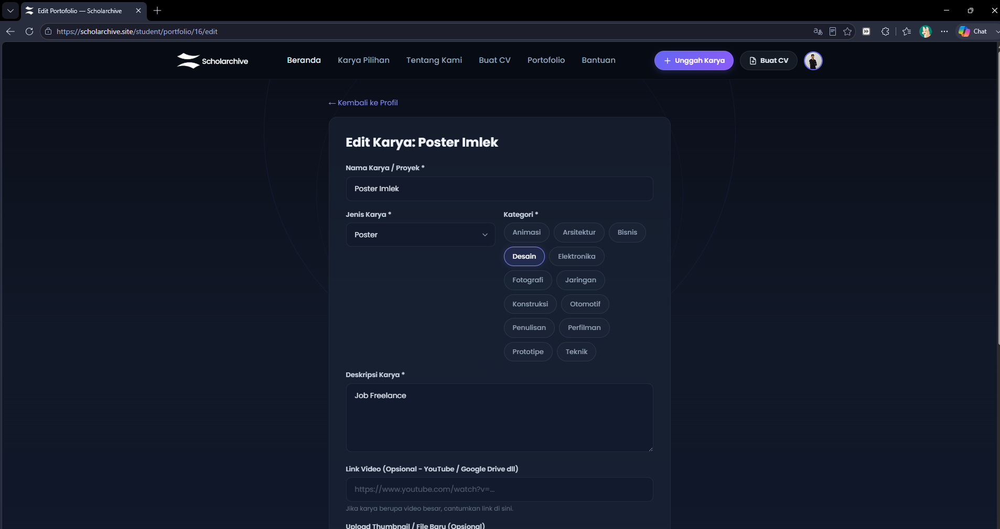 Edit Portofolio — Scholarchive
https://scholarchive.site/student/portfolio/16/edit
Chat
Scholarchive
Beranda
Karya Pilihan
Tentang Kami
Buat CV
Portofolio
Bantuan
+ Unggah Karya
Buat CV
← Kembali ke Profil
Edit Karya: Poster Imlek
Nama Karya / Proyek *
Poster Imlek
Jenis Karya *
Poster
Kategori *
Animasi
Arsitektur
Bisnis
Desain
Elektronika
Fotografi
Jaringan
Konstruksi
Otomotif
Penulisan
Perfilman
Prototipe
Teknik
Deskripsi Karya *
Job Freelance
Link Video (Opsional - YouTube / Google Drive dll)
https://www.youtube.com/watch?v=...
Jika karya berupa video besar, cantumkan link di sini.
Upload Thumbnail / File Baru (Opsional)